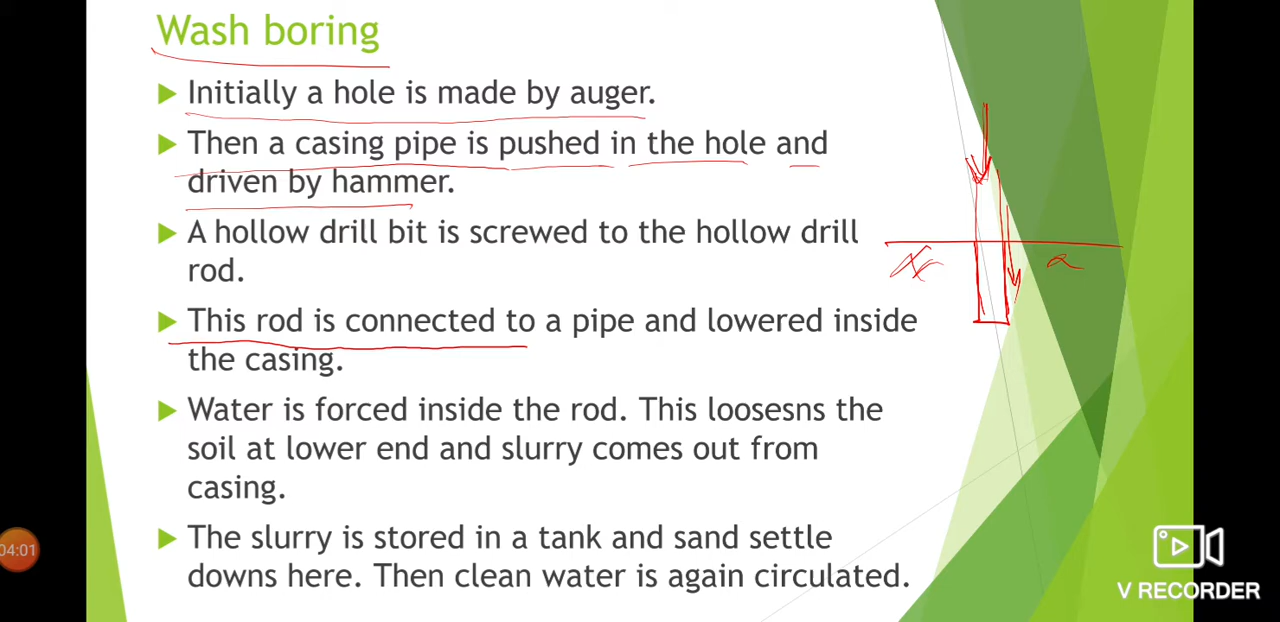 Wash boring
Initially a hole is made by auger.
Then a casing pipe is pushed in the hole and
driven by hammer.
A hollow drill bit is screwed to the hollow drill
rod.
This rod is connected to a pipe and lowered inside
the casing.
Water is forced inside the rod. This loosesns the
soil at lower end and slurry comes out from
casing.
The slurry is stored in a tank and sand settle
downs here. Then clean water is again circulated.
04:01
V RECORDER